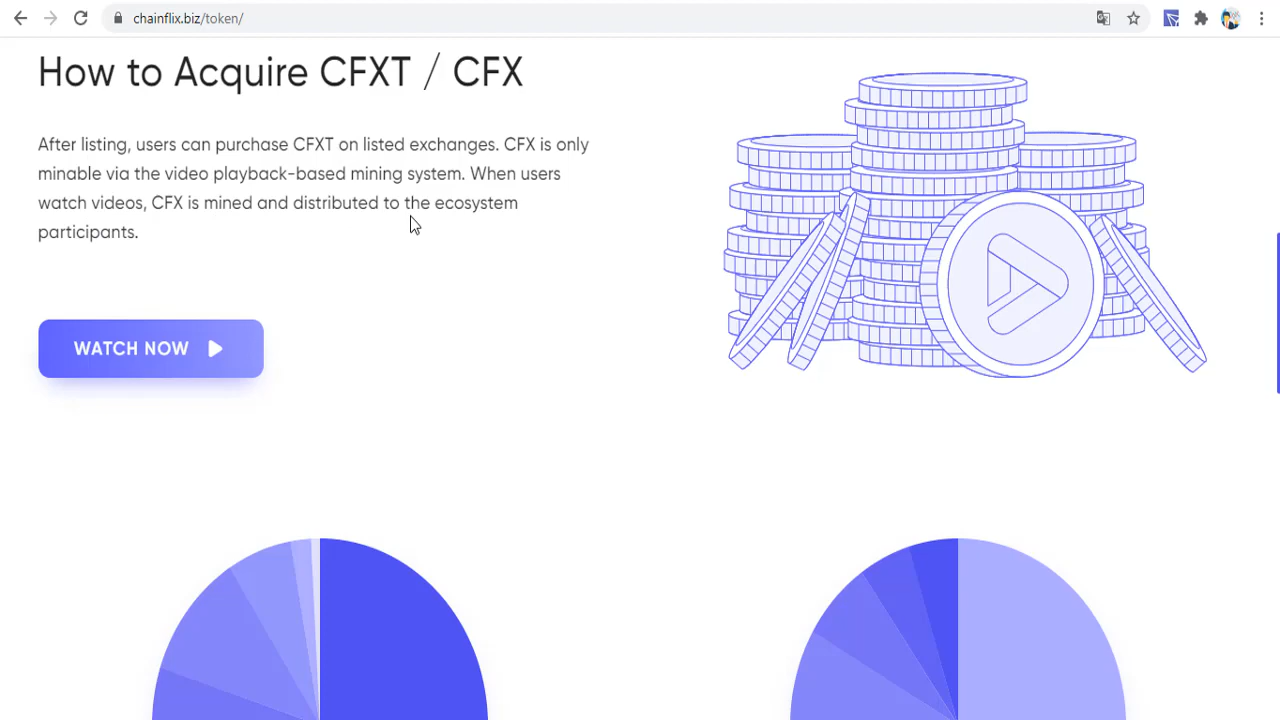 chainflix.biz/token/
How to Acquire CFXT / CFX
After listing, users can purchase CFXT on listed exchanges. CFX is only
minable via the video playback-based mining system. When users
watch videos, CFX is mined and distributed to the ecosystem
participants.
WATCH NOW